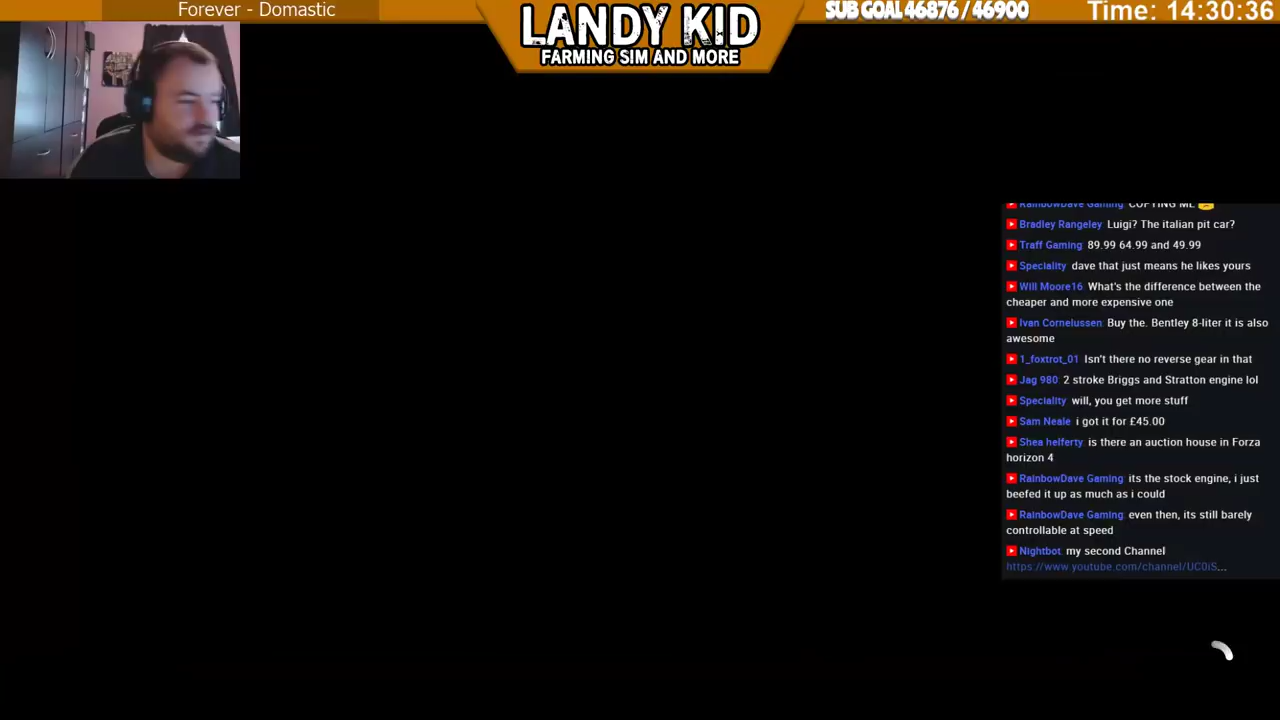 Forever - Domastic
LANDY KID
FARMING SIM AND MORE
SUB GOAL 46876 / 46900
Time: 14:30:36
RainbowDave Gaming COPYING ME
Bradley Rangeley Luigi? The italian pit car?
Traff Gaming 89.99 64.99 and 49.99
Speciality dave that just means he likes yours
Will Moore16 What's the difference between the
cheaper and more expensive one
Ivan Cornelussen Buy the. Bentley 8-liter it is also
awesome
1_foxtrot_01 Isn't there no reverse gear in that
Jag 980 2 stroke Briggs and Stratton engine lol
Speciality will, you get more stuff
Sam Neale i got it for £45.00
Shea helferty is there an auction house in Forza
horizon 4
RainbowDave Gaming its the stock engine, i just
beefed it up as much as i could
RainbowDave Gaming even then, its still barely
controllable at speed
Nightbot my second Channel
https://www.youtube.com/channel/UC0iS...